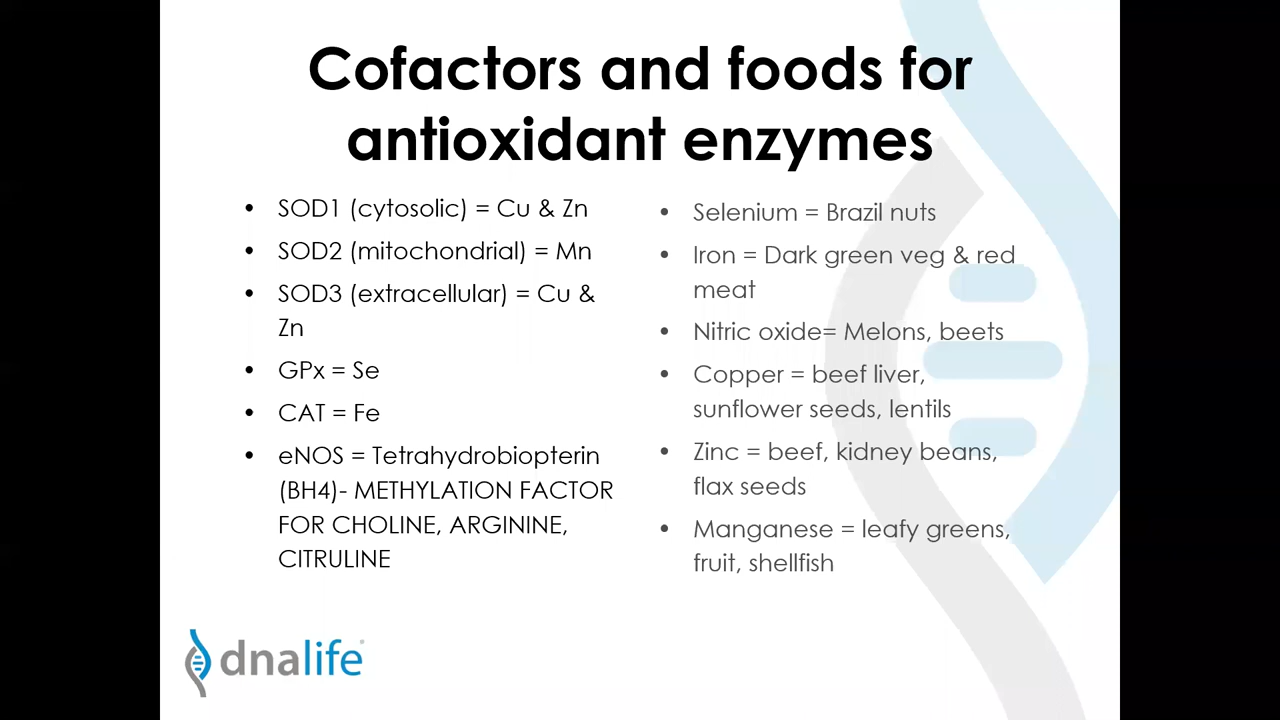 Cofactors and foods for
antioxidant enzymes
• SOD1 (cytosolic) = Cu & Zn
• SOD2 (mitochondrial) = Mn
• SOD3 (extracellular) = Cu &
Zn
• GPx = Se
• CAT = Fe
• eNOS = Tetrahydrobiopterin
(BH4)- METHYLATION FACTOR
FOR CHOLINE, ARGININE,
CITRULINE
• Selenium = Brazil nuts
• Iron = Dark green veg & red
meat
• Nitric oxide= Melons, beets
• Copper = beef liver,
sunflower seeds, lentils
• Zinc = beef, kidney beans,
flax seeds
• Manganese = leafy greens,
fruit, shellfish
dnalife